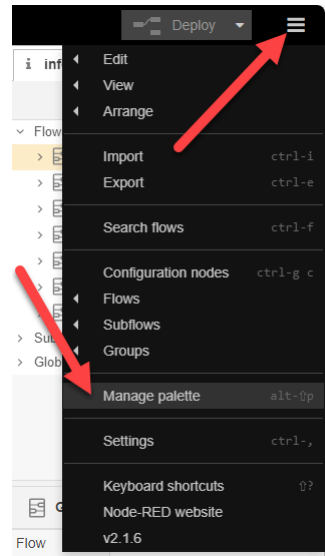 Deploy
i inf
Edit
View
Arrange
Flow
Import ctrl-i
Export ctrl-e
Search flows ctrl-f
Configuration nodes ctrl-g c
Flows
Subflows
Groups
Sub
Glob
Manage palette alt-⇧p
Settings ctrl-,
Keyboard shortcuts ⇧?
Node-RED website
G
v2.1.6
Flow